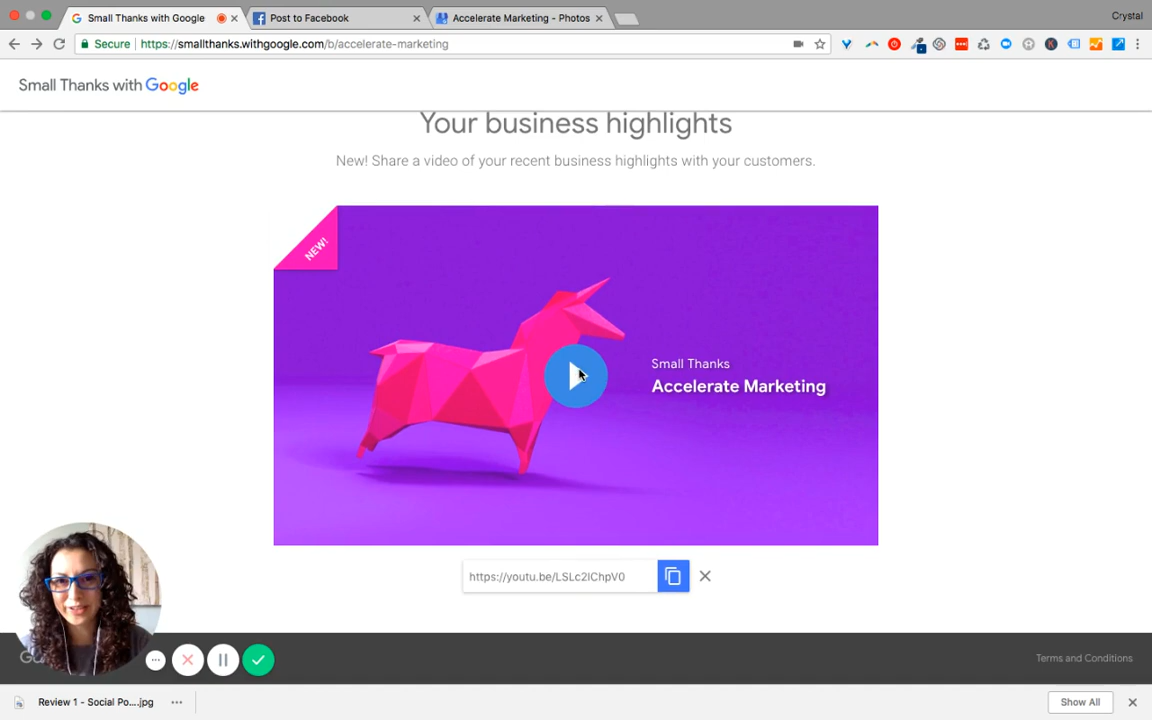 Small Thanks with Google
Post to Facebook
Accelerate Marketing - Photos
Crystal
Secure
https://smallthanks.withgoogle.com/b/accelerate-marketing
Small Thanks with Google
Your business highlights
New! Share a video of your recent business highlights with your customers.
NEW!
Small Thanks
Accelerate Marketing
https://youtu.be/LSLc2lChpV0
Terms and Conditions
Review 1 - Social Po....jpg
Show All